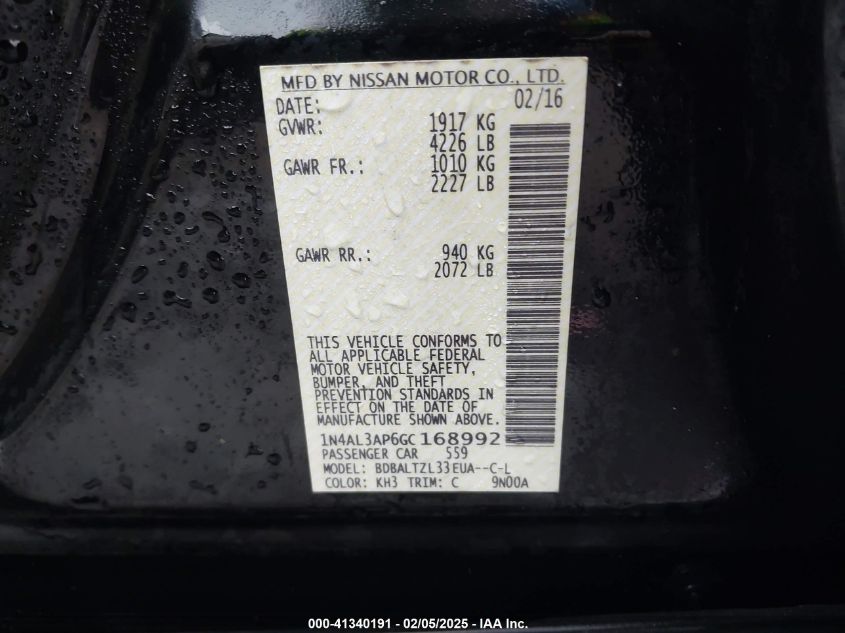 MFD BY NISSAN MOTOR CO., LTD.
DATE: 02/16
GVWR: 1917 KG
4226 LB
GAWR FR.: 1010 KG
2227 LB
GAWR RR.: 940 KG
2072 LB
THIS VEHICLE CONFORMS TO
ALL APPLICABLE FEDERAL
MOTOR VEHICLE SAFETY,
BUMPER, AND THEFT
PREVENTION STANDARDS IN
EFFECT ON THE DATE OF
MANUFACTURE SHOWN ABOVE.
1N4AL3AP6GC168992
PASSENGER CAR 559
MODEL: BDBALTZL33EUA--C-L
COLOR: KH3 TRIM: C 9N00A
000-41340191 - 02/05/2025 - IAA Inc.